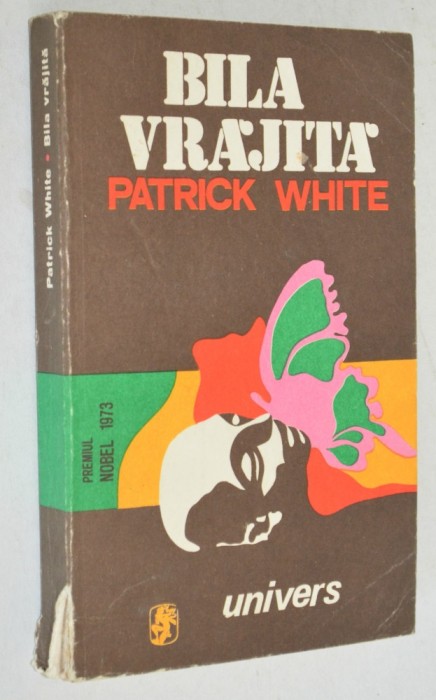 BILA
VRĂJITĂ
PATRICK WHITE
PREMIUL
NOBEL 1973
univers
Patrick White • Bila vrăjită